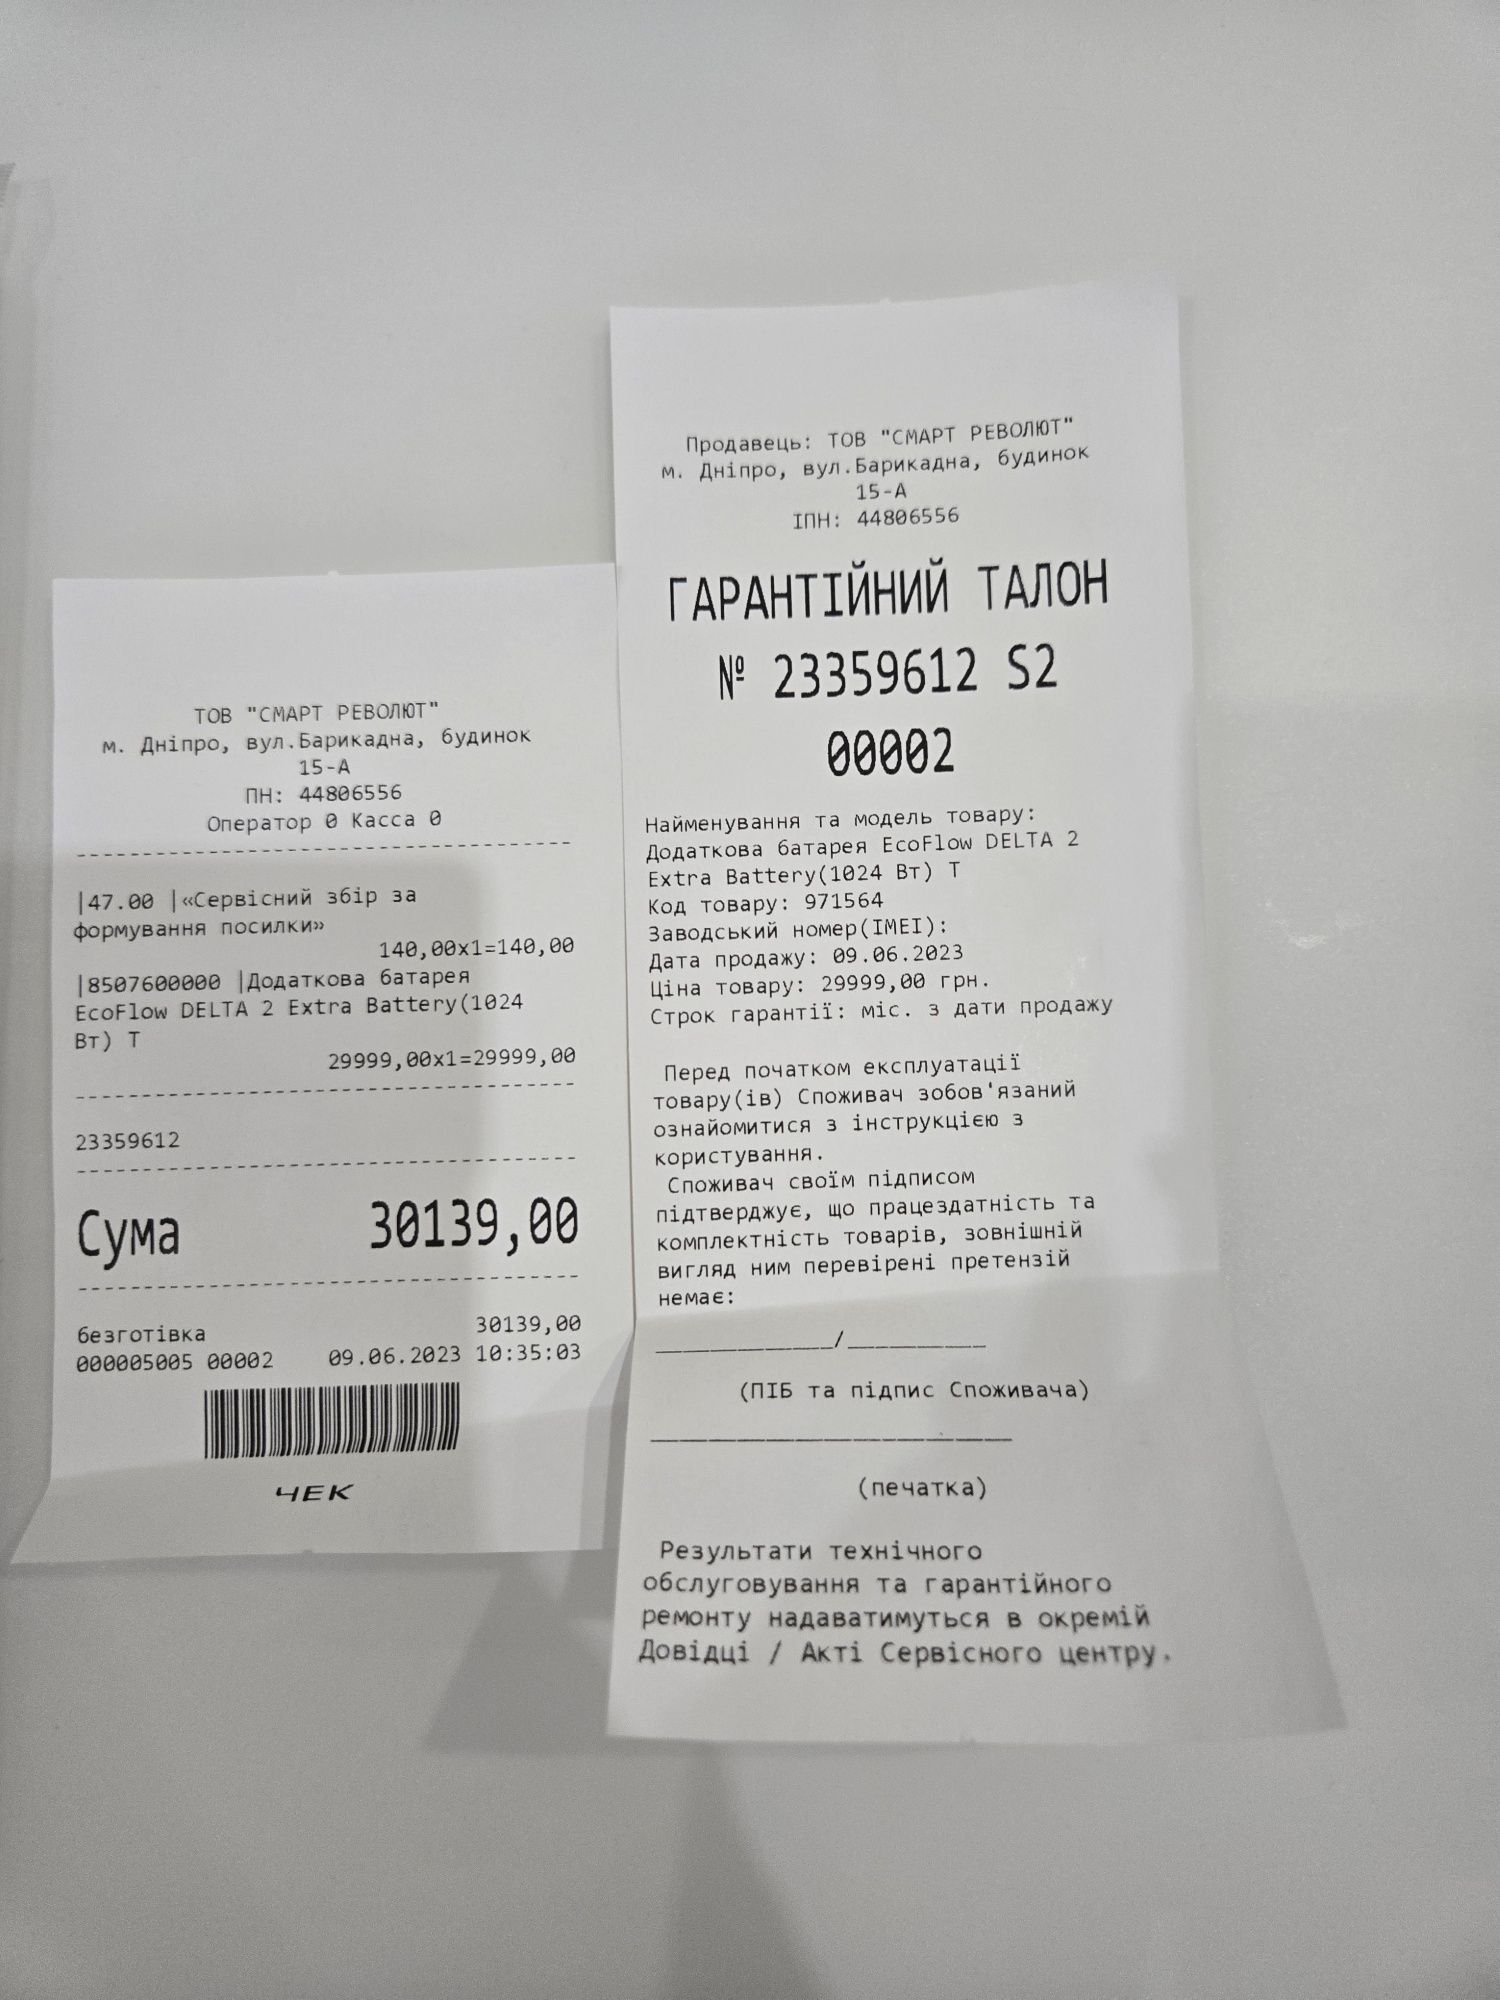 ТОВ "СМАРТ РЕВОЛЮТ"
м. Дніпро, вул.Барикадна, будинок
15-А
ПН: 44806556
Оператор 0 Касса 0
--------------------------------------
|47.00 |«Сервісний збір за
формування посилки»
140,00x1=140,00
|8507600000 |Додаткова батарея
EcoFlow DELTA 2 Extra Battery(1024
Вт) Т
29999,00x1=29999,00
--------------------------------------
23359612
--------------------------------------
Сума 30139,00
--------------------------------------
безготівка 30139,00
000005005 00002 09.06.2023 10:35:03
ЧЕК
Продавець: ТОВ "СМАРТ РЕВОЛЮТ"
м. Дніпро, вул.Барикадна, будинок
15-А
ІПН: 44806556
ГАРАНТІЙНИЙ ТАЛОН
№ 23359612 S2
00002
Найменування та модель товару:
Додаткова батарея EcoFlow DELTA 2
Extra Battery(1024 Вт) Т
Код товару: 971564
Заводський номер(IMEI):
Дата продажу: 09.06.2023
Ціна товару: 29999,00 грн.
Строк гарантії: міс. з дати продажу
Перед початком експлуатації
товару(ів) Споживач зобов'язаний
ознайомитися з інструкцією з
користування.
Споживач своїм підписом
підтверджує, що працездатність та
комплектність товарів, зовнішній
вигляд ним перевірені претензій
немає:
_____________/__________
(ПІБ та підпис Споживача)
__________________________
(печатка)
Результати технічного
обслуговування та гарантійного
ремонту надаватимуться в окремій
Довідці / Акті Сервісного центру.